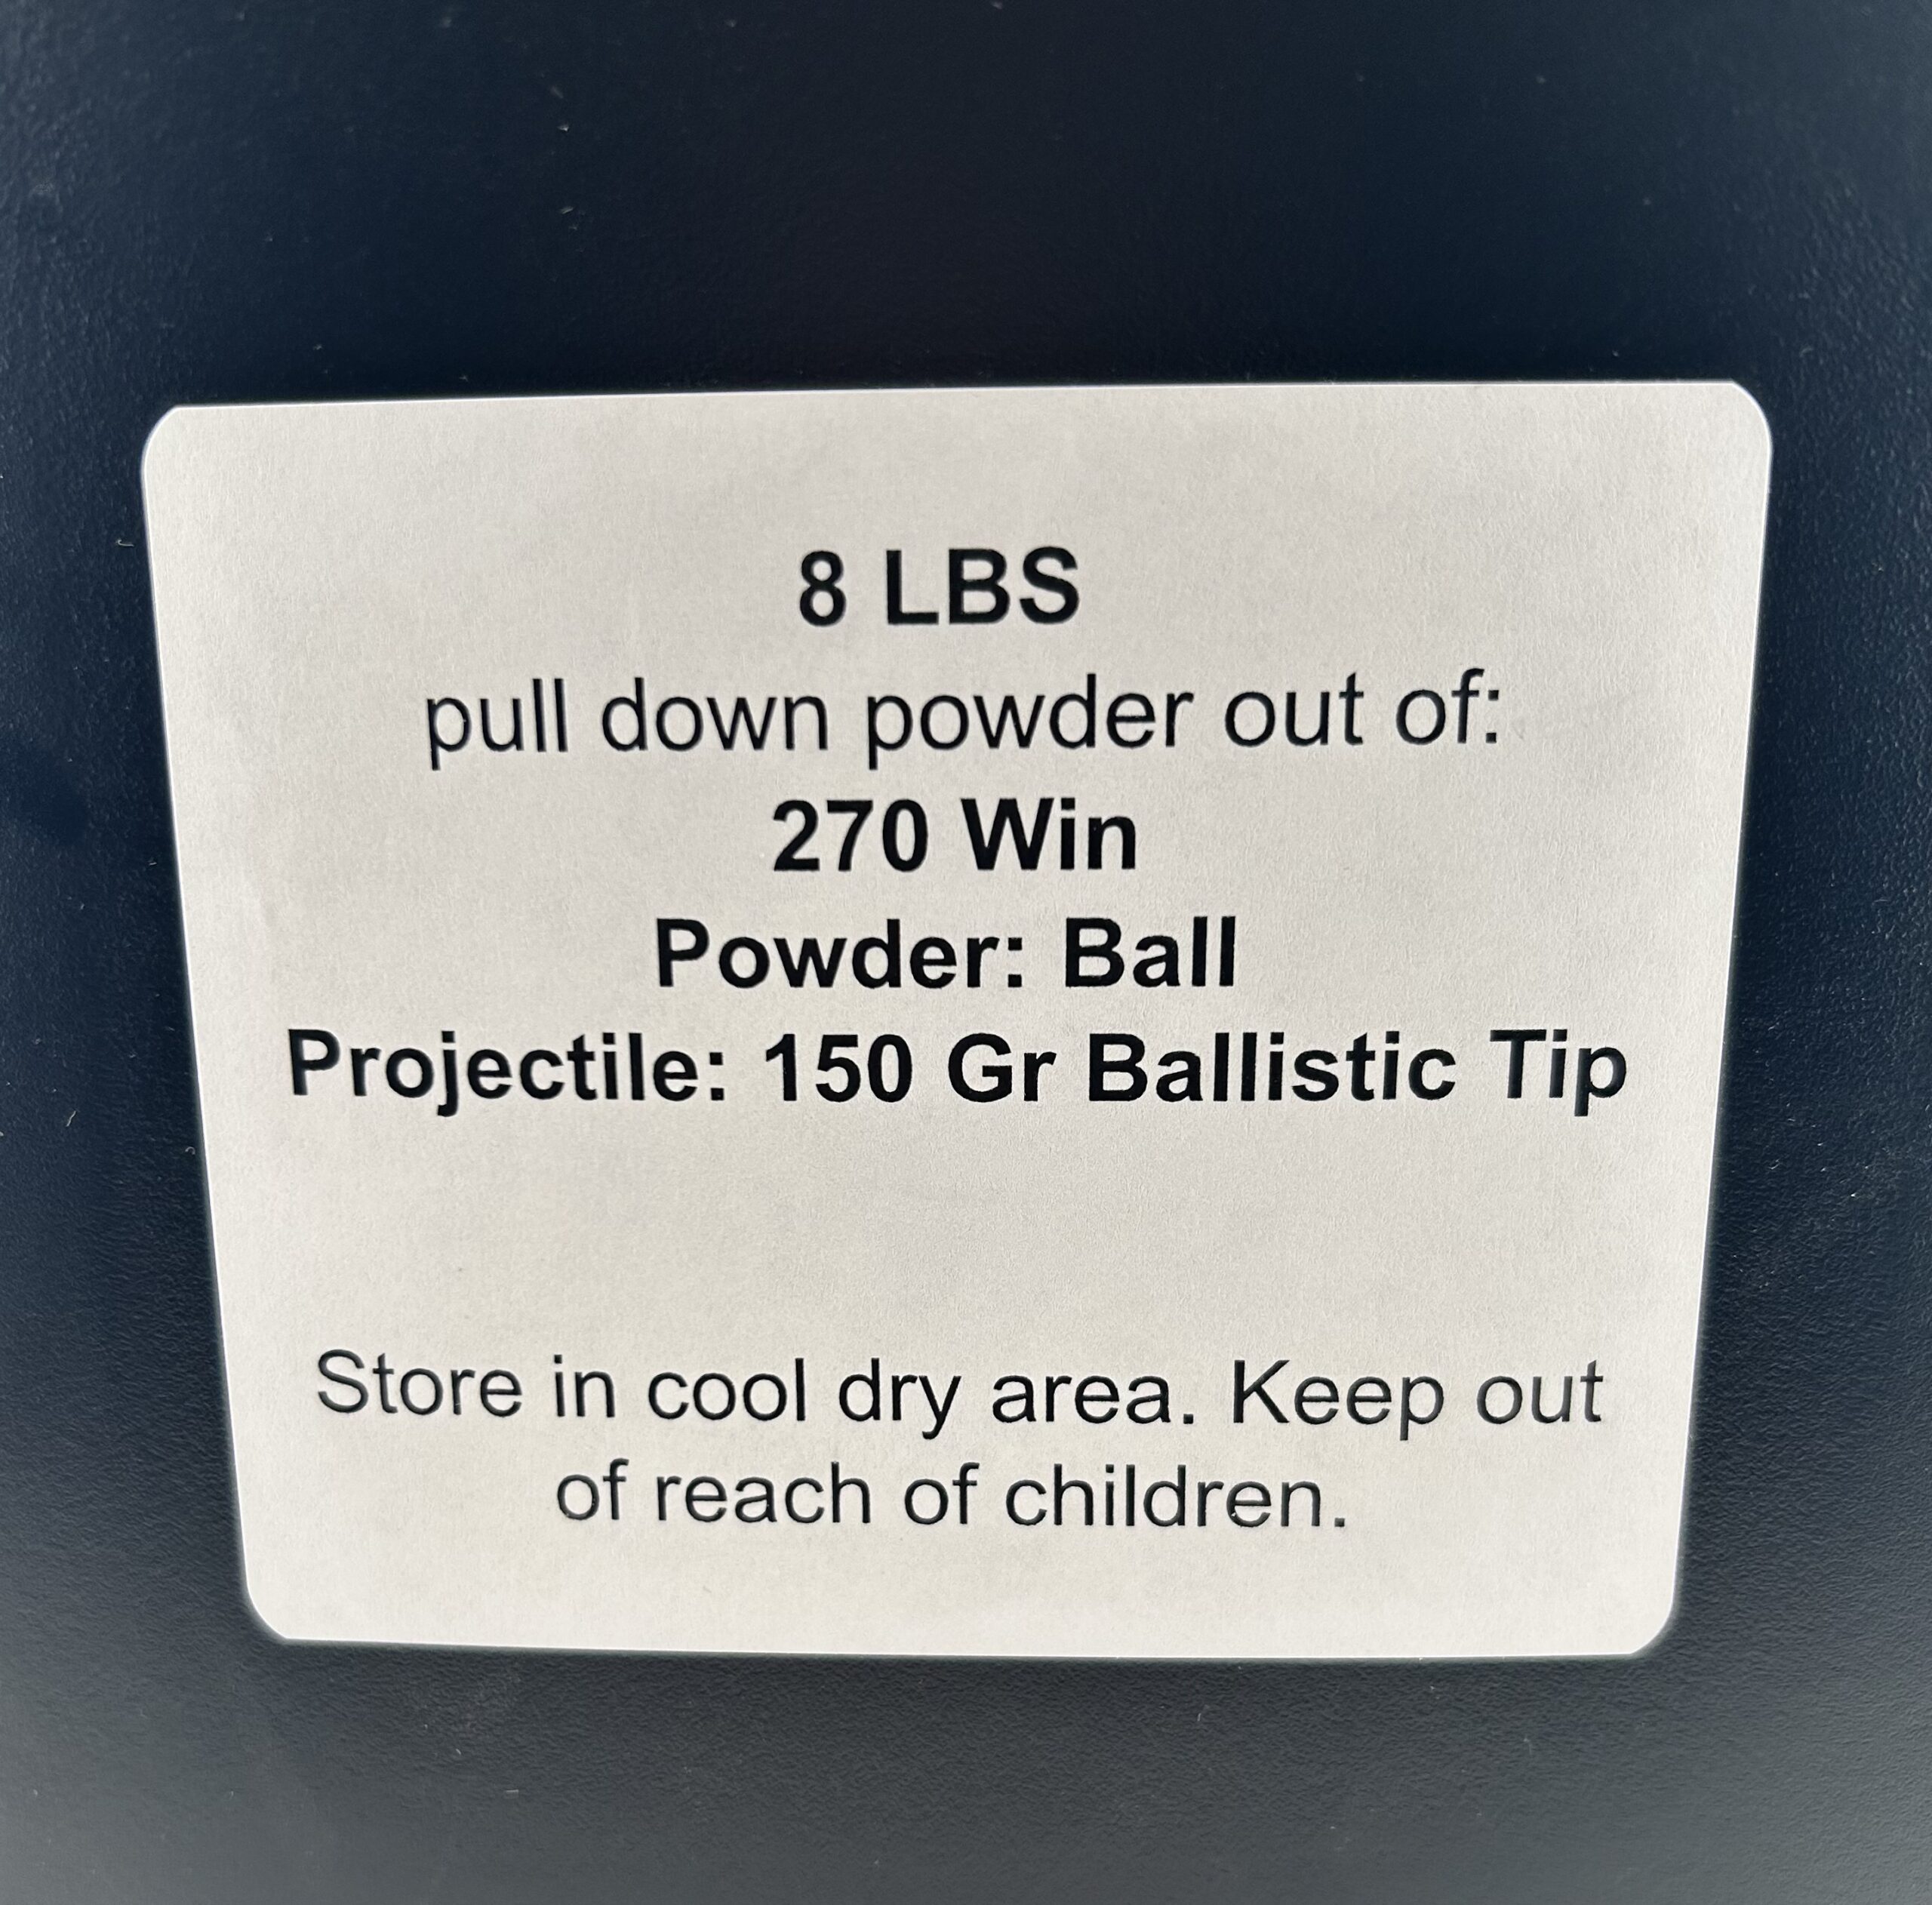 8 LBS
pull down powder out of:
270 Win
Powder: Ball
Projectile: 150 Gr Ballistic Tip
Store in cool dry area. Keep out
of reach of children.